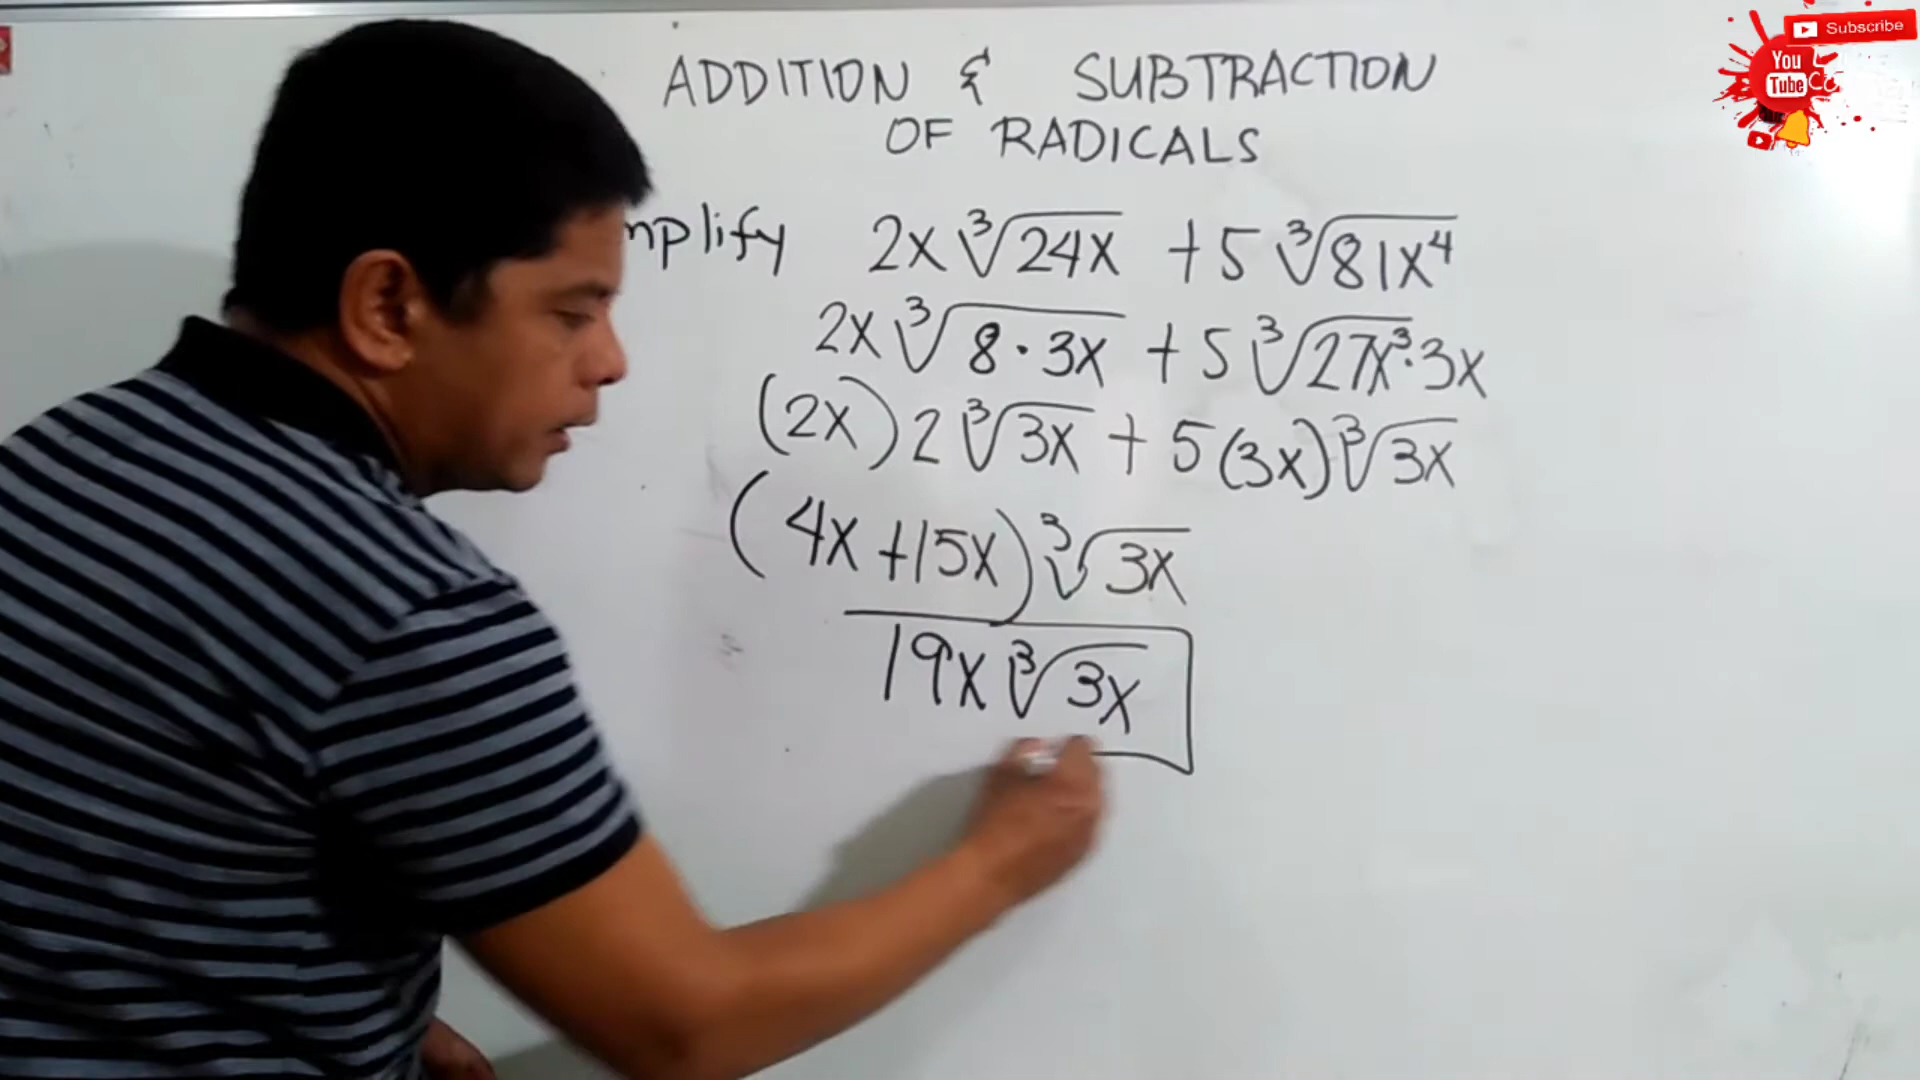 ADDITION & SUBTRACTION
OF RADICALS
mplify 2x ∛24x + 5 ∛81x⁴
2x ∛8 · 3x + 5 ∛27x³ · 3x
(2x) 2 ∛3x + 5 (3x) ∛3x
(4x + 15x) ∛3x
19x ∛3x
Subscribe
You
Tube